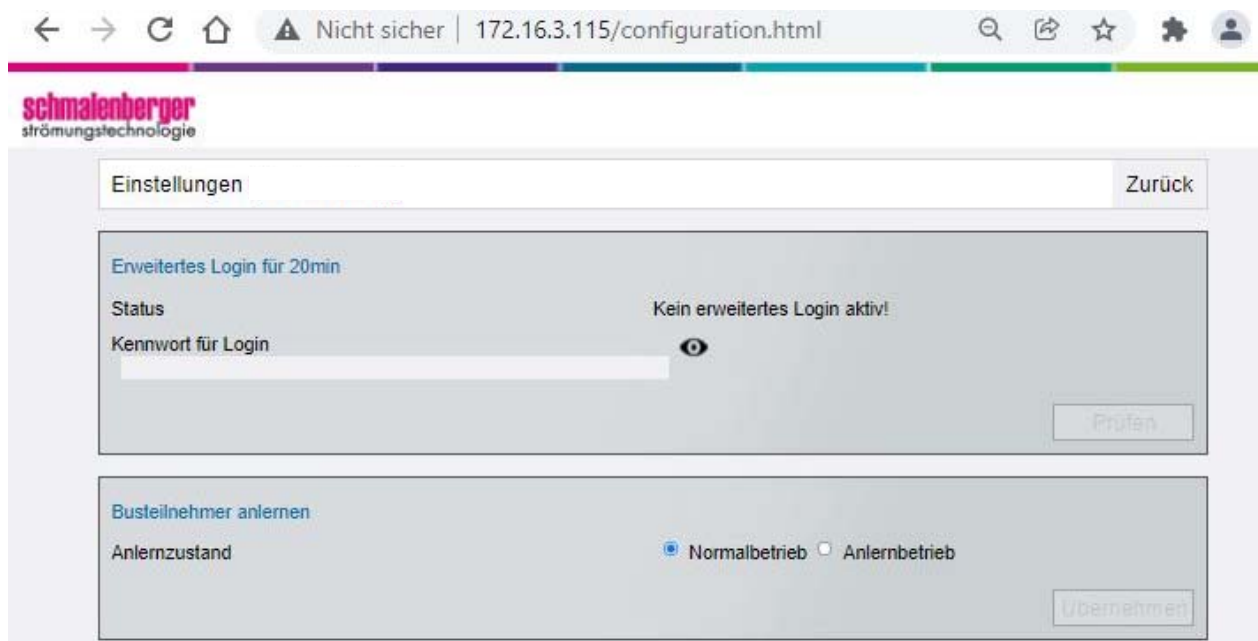 Nicht sicher | 172.16.3.115/configuration.html
schmalenberger
strömungstechnologie
Einstellungen Zurück
Erweitertes Login für 20min
Status Kein erweitertes Login aktiv!
Kennwort für Login
Prüfen
Busteilnehmer anlernen
Anlernzustand Normalbetrieb Anlernbetrieb
Übernehmen